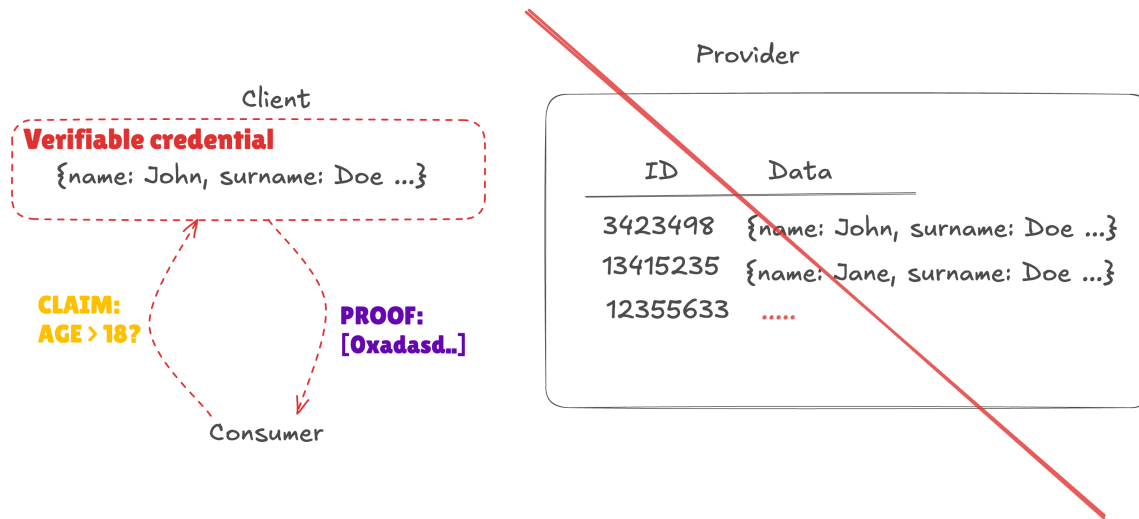 Client
Verifiable credential
{name: John, surname: Doe ...}
CLAIM:
AGE > 18?
PROOF:
[0xadasd..]
Consumer
Provider
ID Data
3423498 {name: John, surname: Doe ...}
13415235 {name: Jane, surname: Doe ...}
12355633 .....